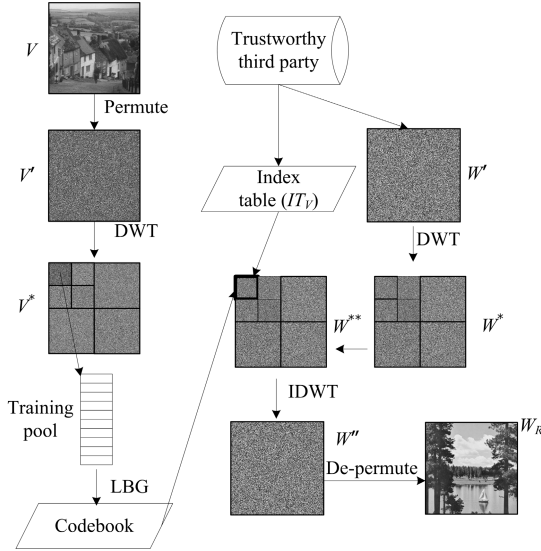 V
Permute
V′
DWT
V*
Training
pool
LBG
Codebook
Trustworthy
third party
Index
table (IT_V)
W′
DWT
W**
W*
IDWT
W″
De-permute
W_R